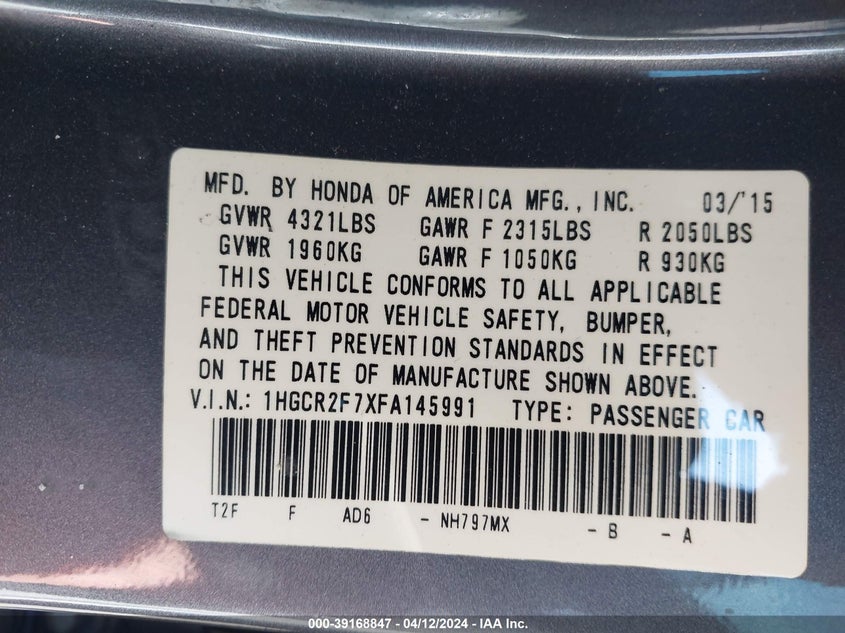 MFD. BY HONDA OF AMERICA MFG., INC. 03/'15
GVWR 4321LBS GAWR F 2315LBS R 2050LBS
GVWR 1960KG GAWR F 1050KG R 930KG
THIS VEHICLE CONFORMS TO ALL APPLICABLE
FEDERAL MOTOR VEHICLE SAFETY, BUMPER,
AND THEFT PREVENTION STANDARDS IN EFFECT
ON THE DATE OF MANUFACTURE SHOWN ABOVE.
V.I.N.: 1HGCR2F7XFA145991 TYPE: PASSENGER CAR
T2F F AD6 - NH797MX - B - A
000-39168847 - 04/12/2024 - IAA Inc.